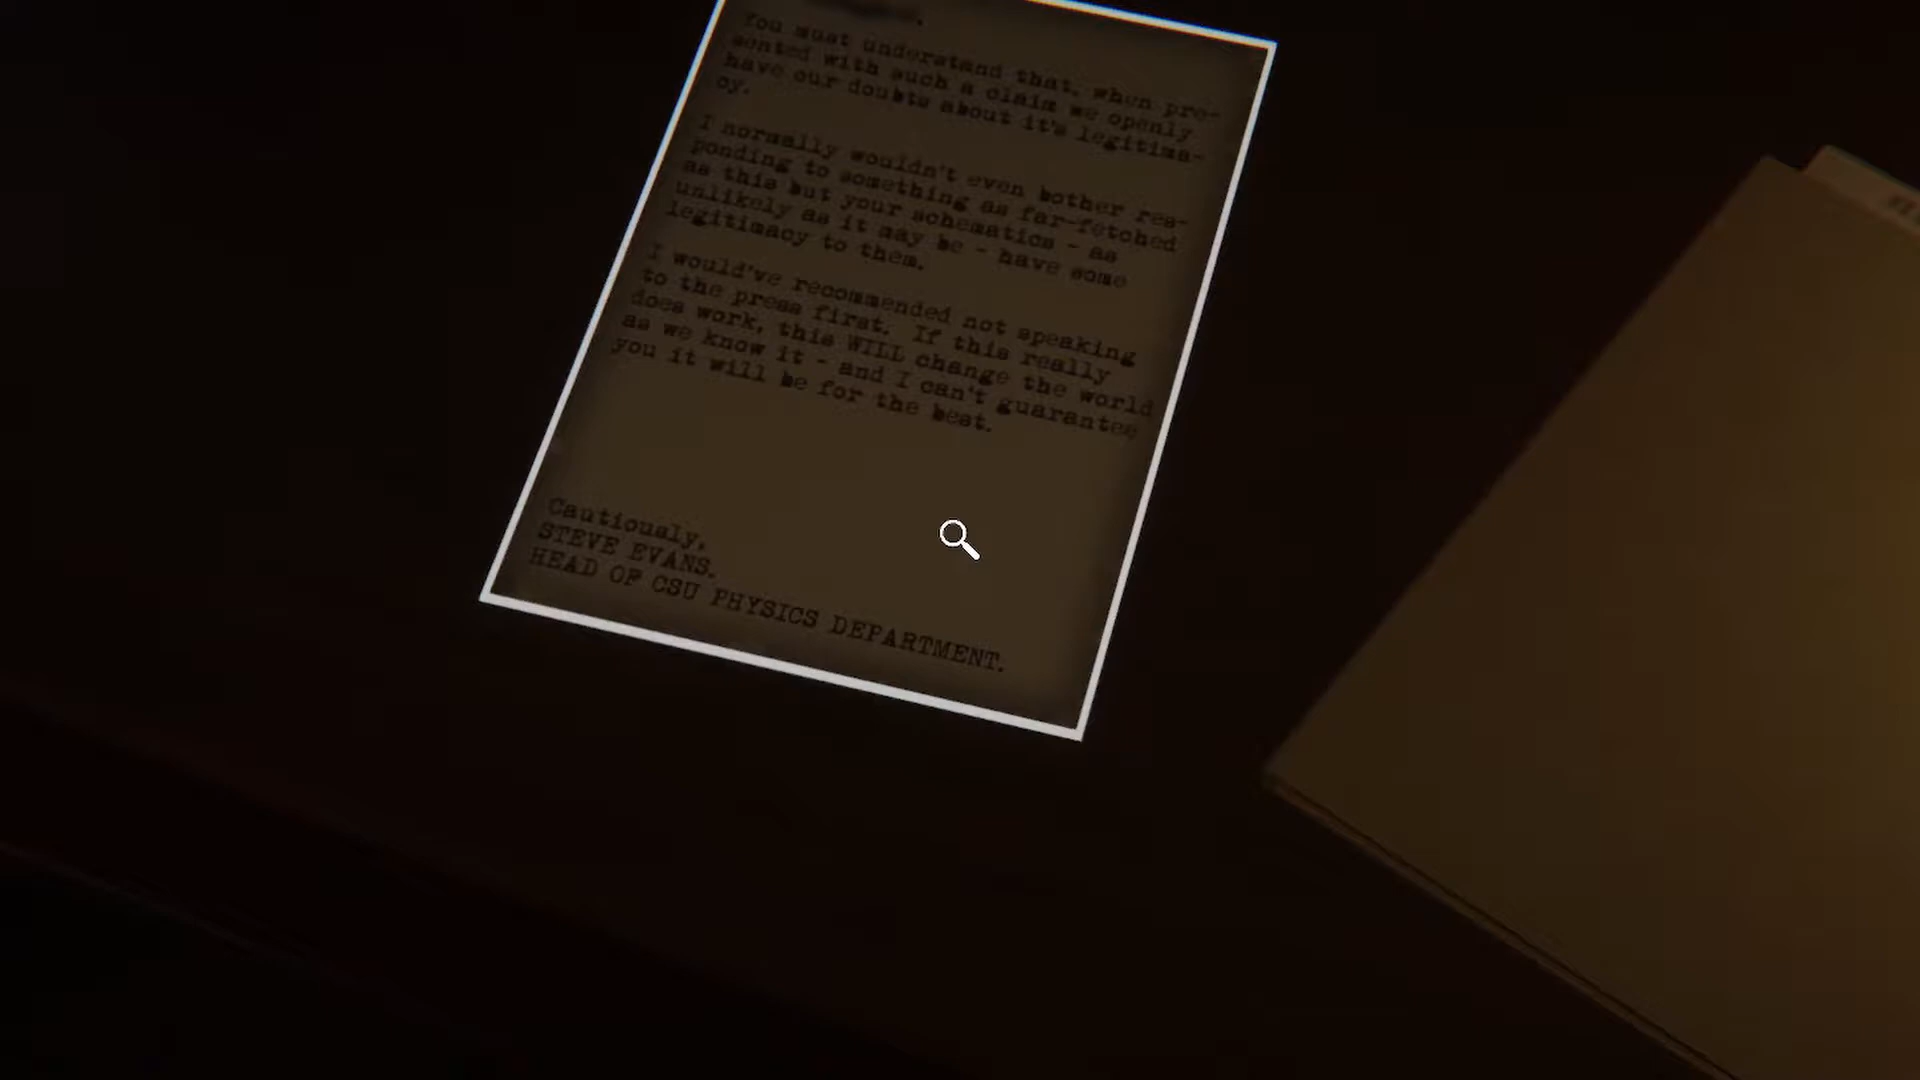 You must understand that, when pre-
sented with such a claim we openly
have our doubts about it's legitima-
cy.
I normally wouldn't even bother res-
ponding to something as far-fetched
as this but your schematics - as
unlikely as it may be - have some
legitimacy to them.
I would've recommended not speaking
to the press first. If this really
does work, this WILL change the world
as we know it - and I can't guarantee
you it will be for the best.
Cautiously,
STEVE EVANS.
HEAD OF CSU PHYSICS DEPARTMENT.